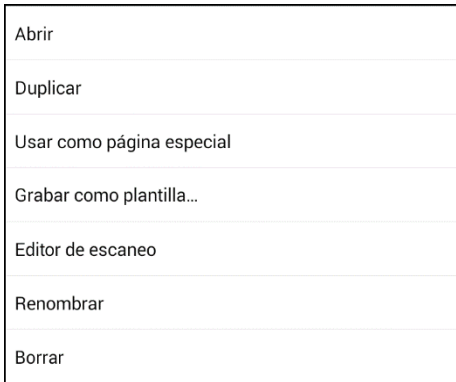 Abrir
Duplicar
Usar como página especial
Grabar como plantilla...
Editor de escaneo
Renombrar
Borrar